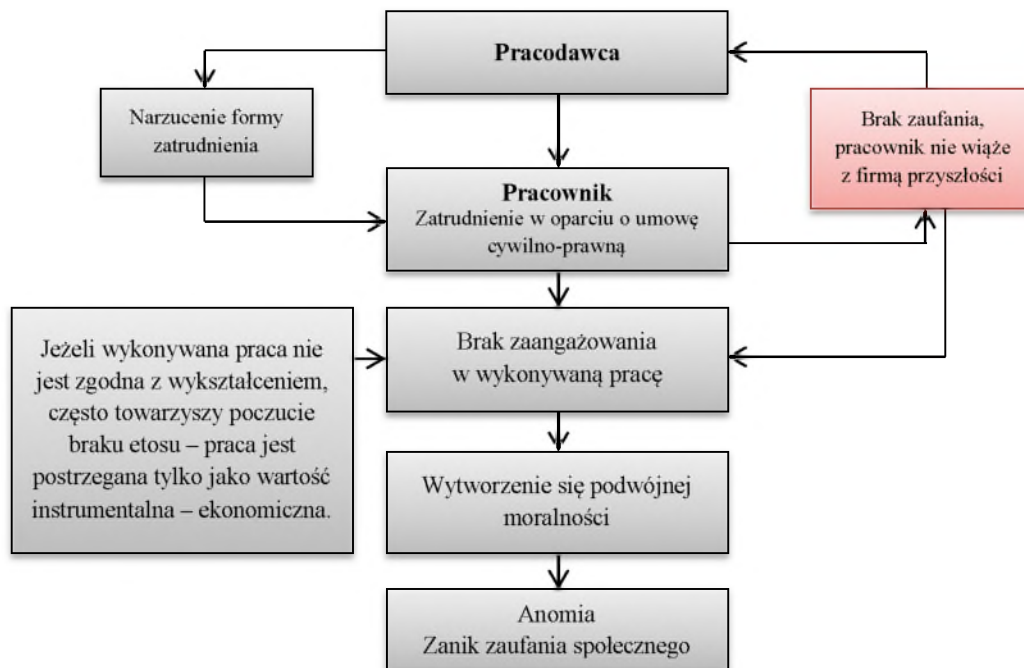 Pracodawca
Narzucenie formy
zatrudnienia
Brak zaufania,
pracownik nie wiąże
z firmą przyszłości
Pracownik
Zatrudnienie w oparciu o umowę
cywilno-prawną
Jeżeli wykonywana praca nie
jest zgodna z wykształceniem,
często towarzyszy poczucie
braku etosu – praca jest
postrzegana tylko jako wartość
instrumentalna – ekonomiczna.
Brak zaangażowania
w wykonywaną pracę
Wytworzenie się podwójnej
moralności
Anomia
Zanik zaufania społecznego